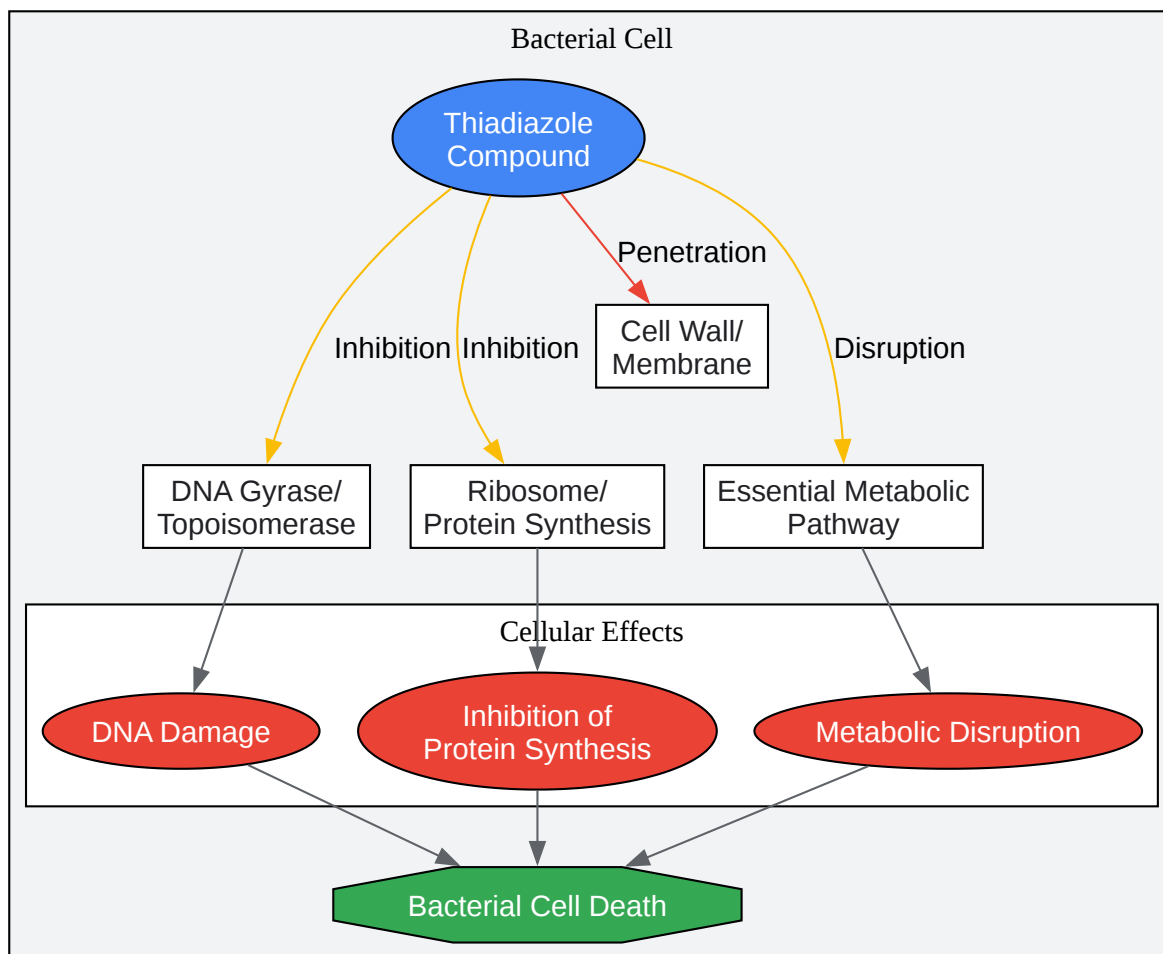 Bacterial Cell
Thiadiazole
Compound
Penetration
Cell Wall/
Membrane
Inhibition
Inhibition
Disruption
DNA Gyrase/
Topoisomerase
Ribosome/
Protein Synthesis
Essential Metabolic
Pathway
Cellular Effects
DNA Damage
Inhibition of
Protein Synthesis
Metabolic Disruption
Bacterial Cell Death